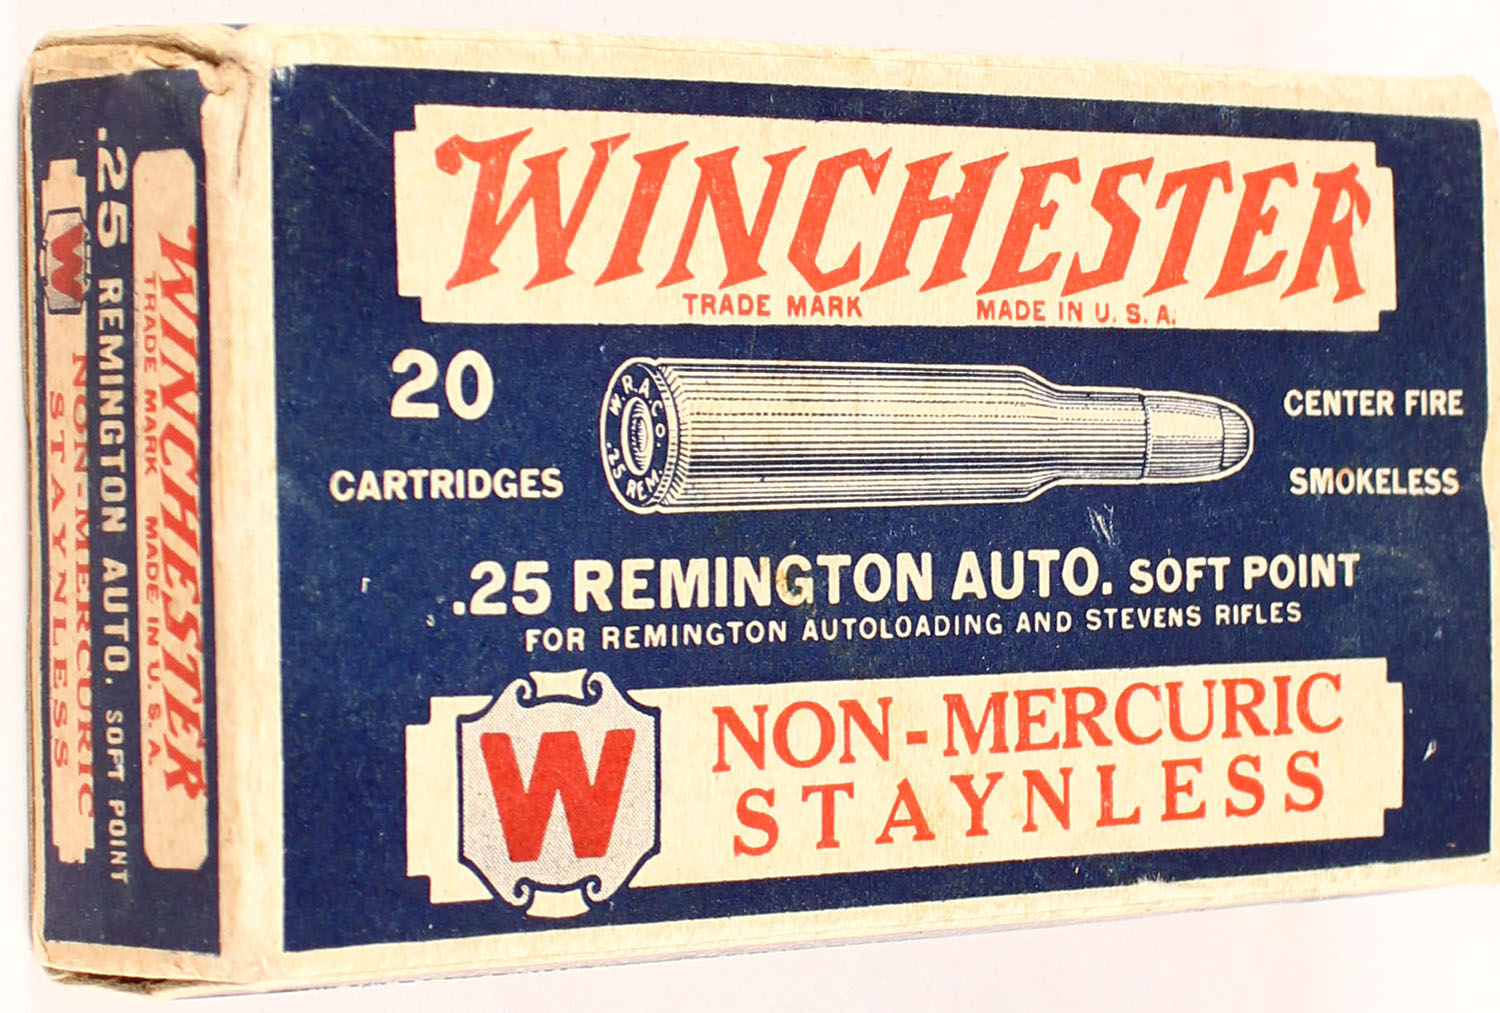 WINCHESTER
TRADE MARK MADE IN U.S.A.
20
CARTRIDGES
W.R.A.CO.
.25 REM.
CENTER FIRE
SMOKELESS
.25 REMINGTON AUTO. SOFT POINT
FOR REMINGTON AUTOLOADING AND STEVENS RIFLES
W
NON-MERCURIC
STAYNLESS
WINCHESTER
TRADE MARK MADE IN U.S.A.
.25 REMINGTON AUTO. SOFT POINT
W
NON-MERCURIC
STAYNLESS